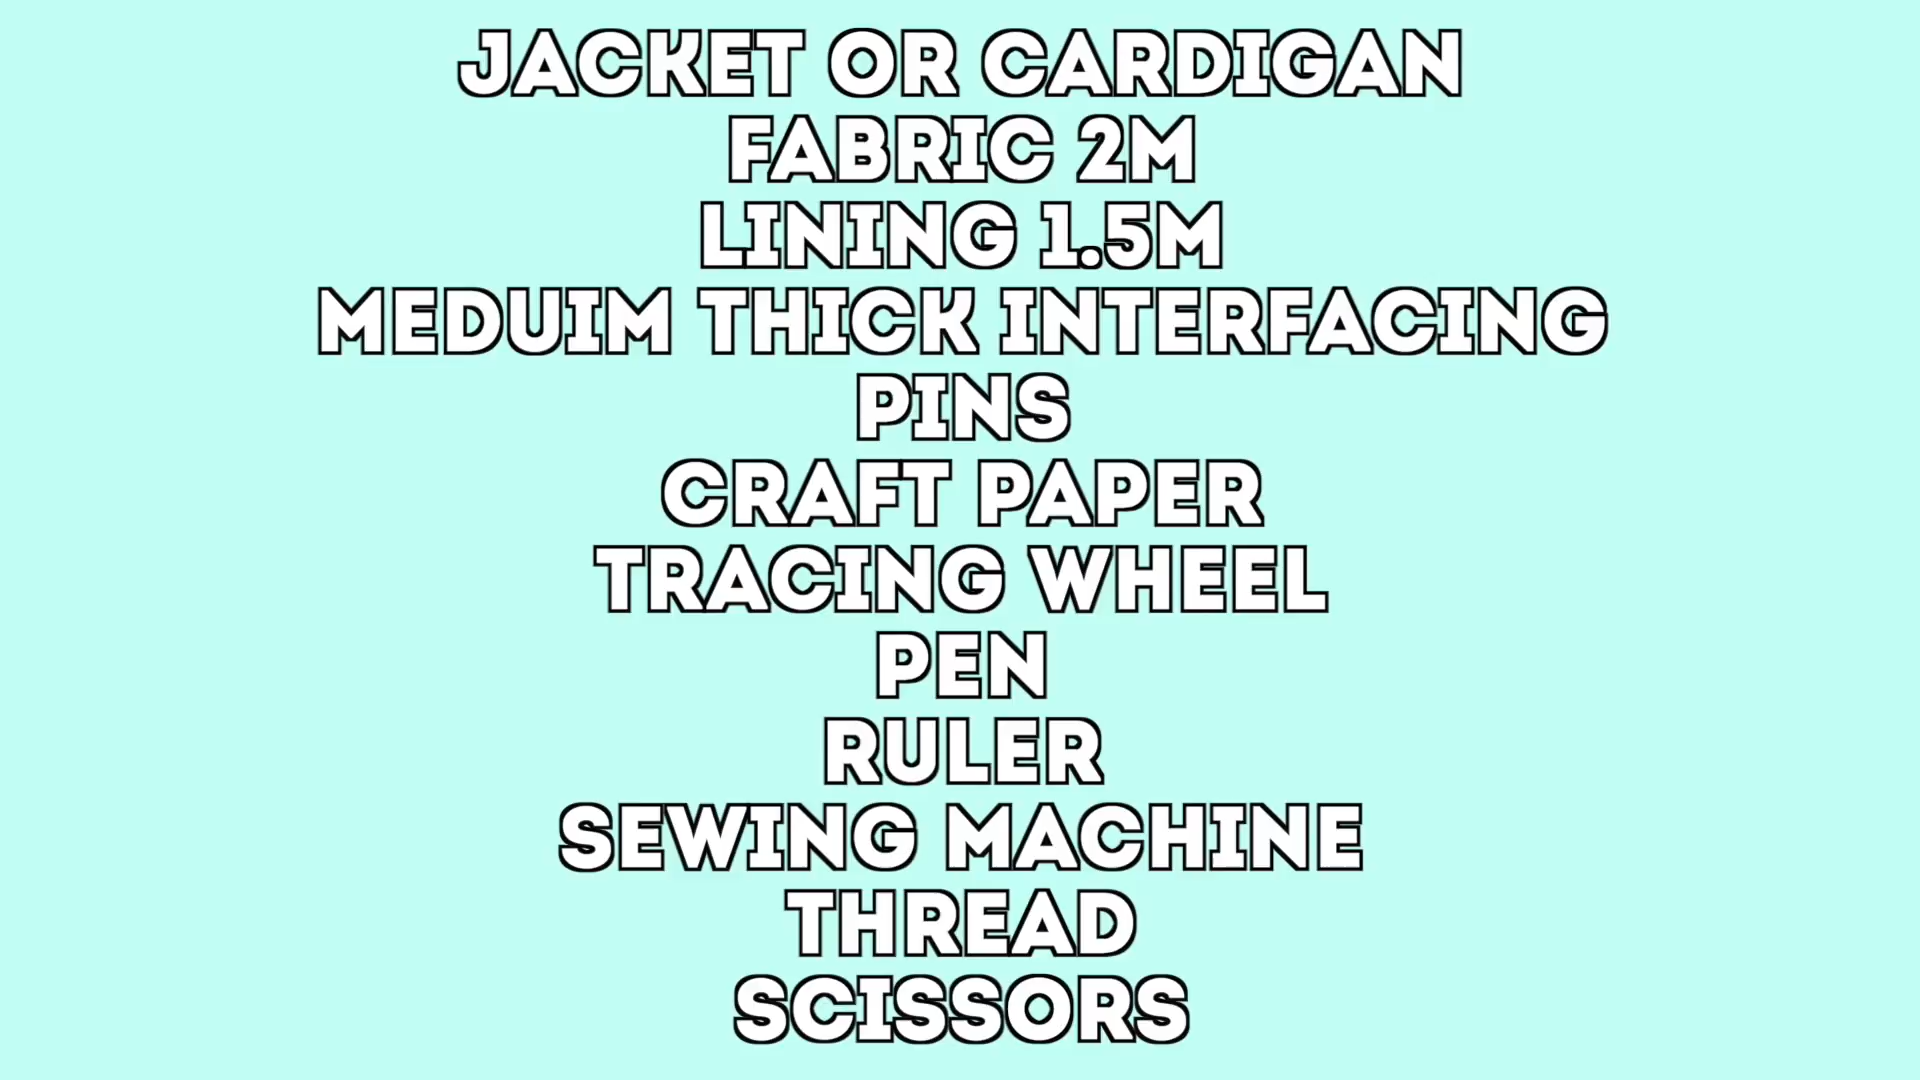 JACKET OR CARDIGAN
FABRIC 2M
LINING 1.5M
MEDUIM THICK INTERFACING
PINS
CRAFT PAPER
TRACING WHEEL
PEN
RULER
SEWING MACHINE
THREAD
SCISSORS